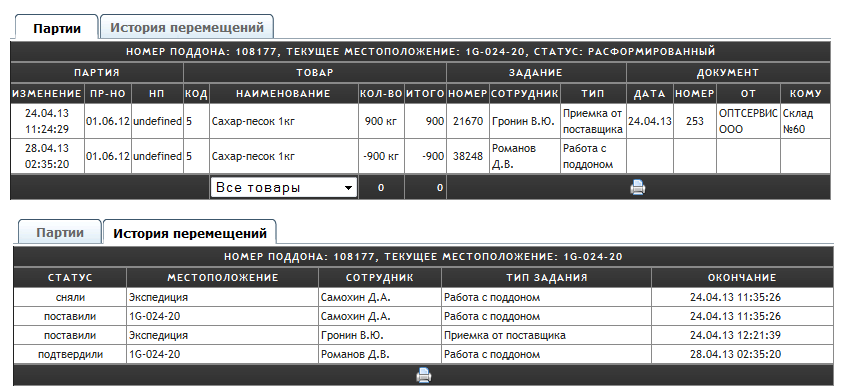 Партии История перемещений
НОМЕР ПОДДОНА: 108177, ТЕКУЩЕЕ МЕСТОПОЛОЖЕНИЕ: 1G-024-20, СТАТУС: РАСФОРМИРОВАННЫЙ
ПАРТИЯ ТОВАР ЗАДАНИЕ ДОКУМЕНТ
ИЗМЕНЕНИЕ ПР-НО НП КОД НАИМЕНОВАНИЕ КОЛ-ВО ИТОГО НОМЕР СОТРУДНИК ТИП ДАТА НОМЕР ОТ КОМУ
24.04.13 Приемка от ОПТСЕРВИС Склад
01.06.12 undefined 5 Сахар-песок 1кг 900 кг 900 21670 Гронин В.Ю. 24.04.13 253
11:24:29 поставщика ООО №60
28.04.13 Романов Работа с
01.06.12 undefined 5 Сахар-песок 1кг -900 кг -900 38248
02:35:20 Д.В. поддоном
Все товары 0 0
Партии История перемещений
НОМЕР ПОДДОНА: 108177, ТЕКУЩЕЕ МЕСТОПОЛОЖЕНИЕ: 1G-024-20
СТАТУС МЕСТОПОЛОЖЕНИЕ СОТРУДНИК ТИП ЗАДАНИЯ ОКОНЧАНИЕ
сняли Экспедиция Самохин Д.А. Работа с поддоном 24.04.13 11:35:26
поставили 1G-024-20 Самохин Д.А. Работа с поддоном 24.04.13 11:35:26
поставили Экспедиция Гронин В.Ю. Приемка от поставщика 24.04.13 12:21:39
подтвердили 1G-024-20 Романов Д.В. Работа с поддоном 28.04.13 02:35:20